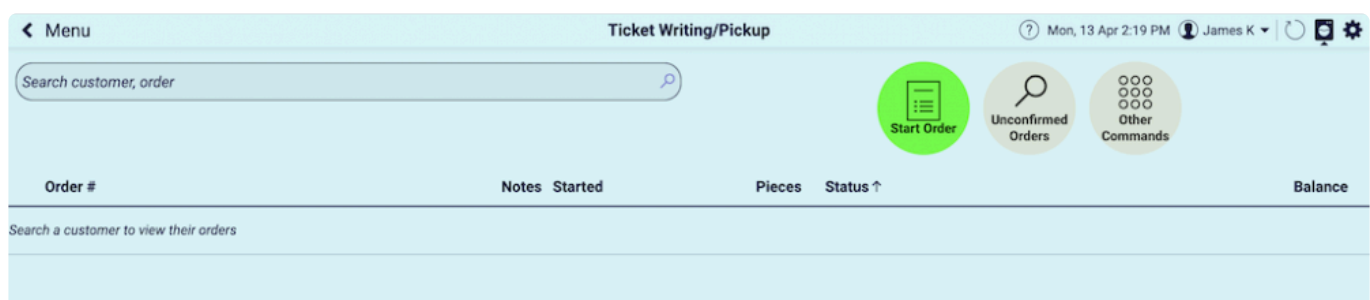 Menu
Ticket Writing/Pickup
? Mon, 13 Apr 2:19 PM James K
Search customer, order
Start Order
Unconfirmed
Orders
Other
Commands
Order # Notes Started Pieces Status↑ Balance
Search a customer to view their orders